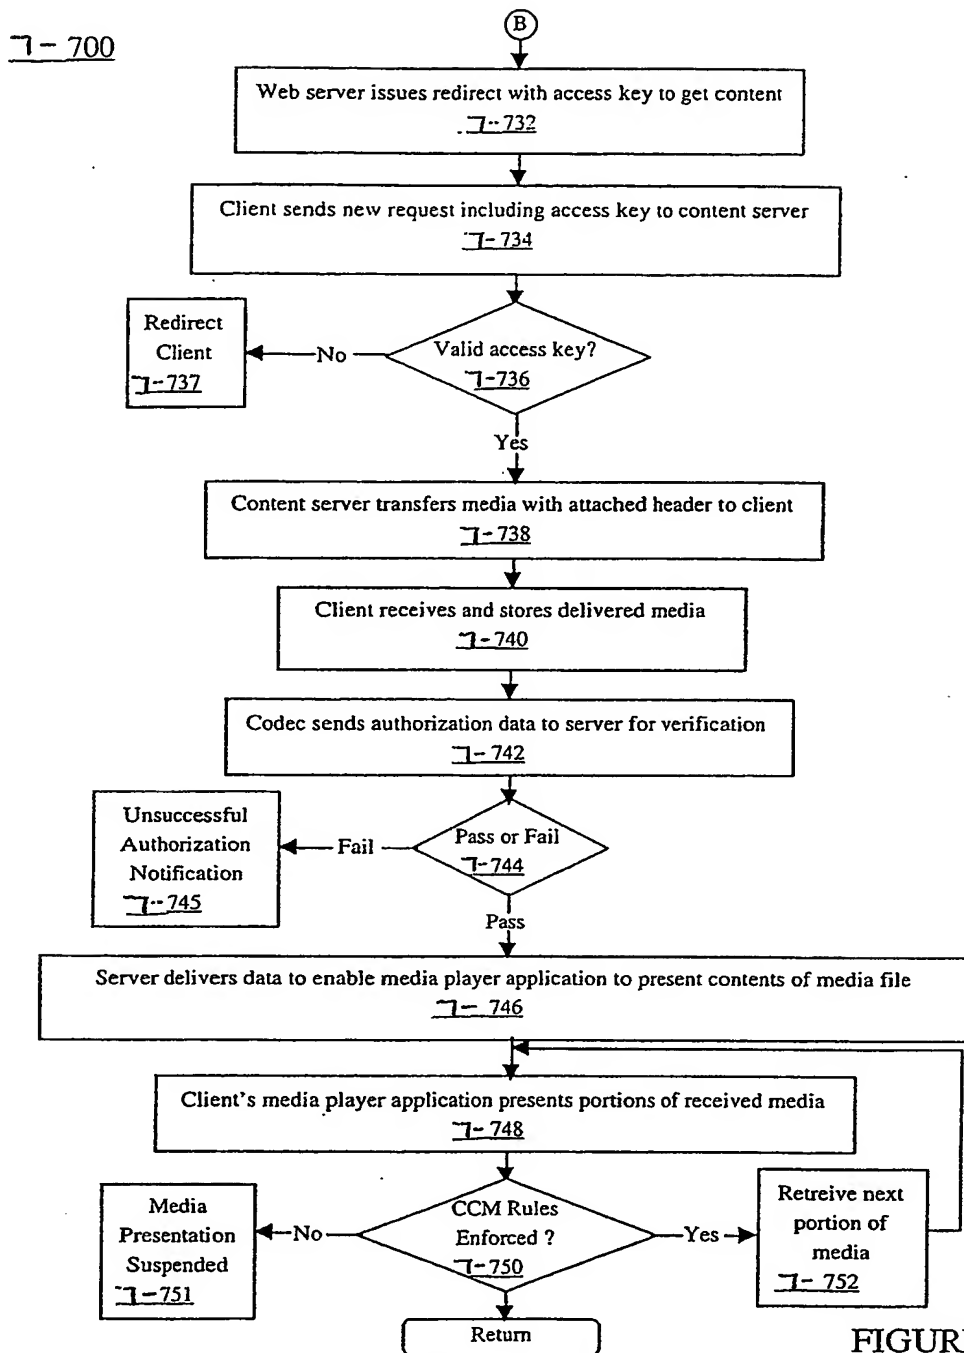 7-700
B
Web server issues redirect with access key to get content
7-732
Client sends new request including access key to content server
7-734
Redirect
Client
7-737
No
Valid access key?
7-736
Yes
Content server transfers media with attached header to client
7-738
Client receives and stores delivered media
7-740
Codec sends authorization data to server for verification
7-742
Unsuccessful
Authorization
Notification
7-745
Fail
Pass or Fail
7-744
Pass
Server delivers data to enable media player application to present contents of media file
7-746
Client's media player application presents portions of received media
7-748
Media
Presentation
Suspended
7-751
No
CCM Rules
Enforced ?
7-750
Yes
Retreive next
portion of
media
7-752
Return
FIGUR